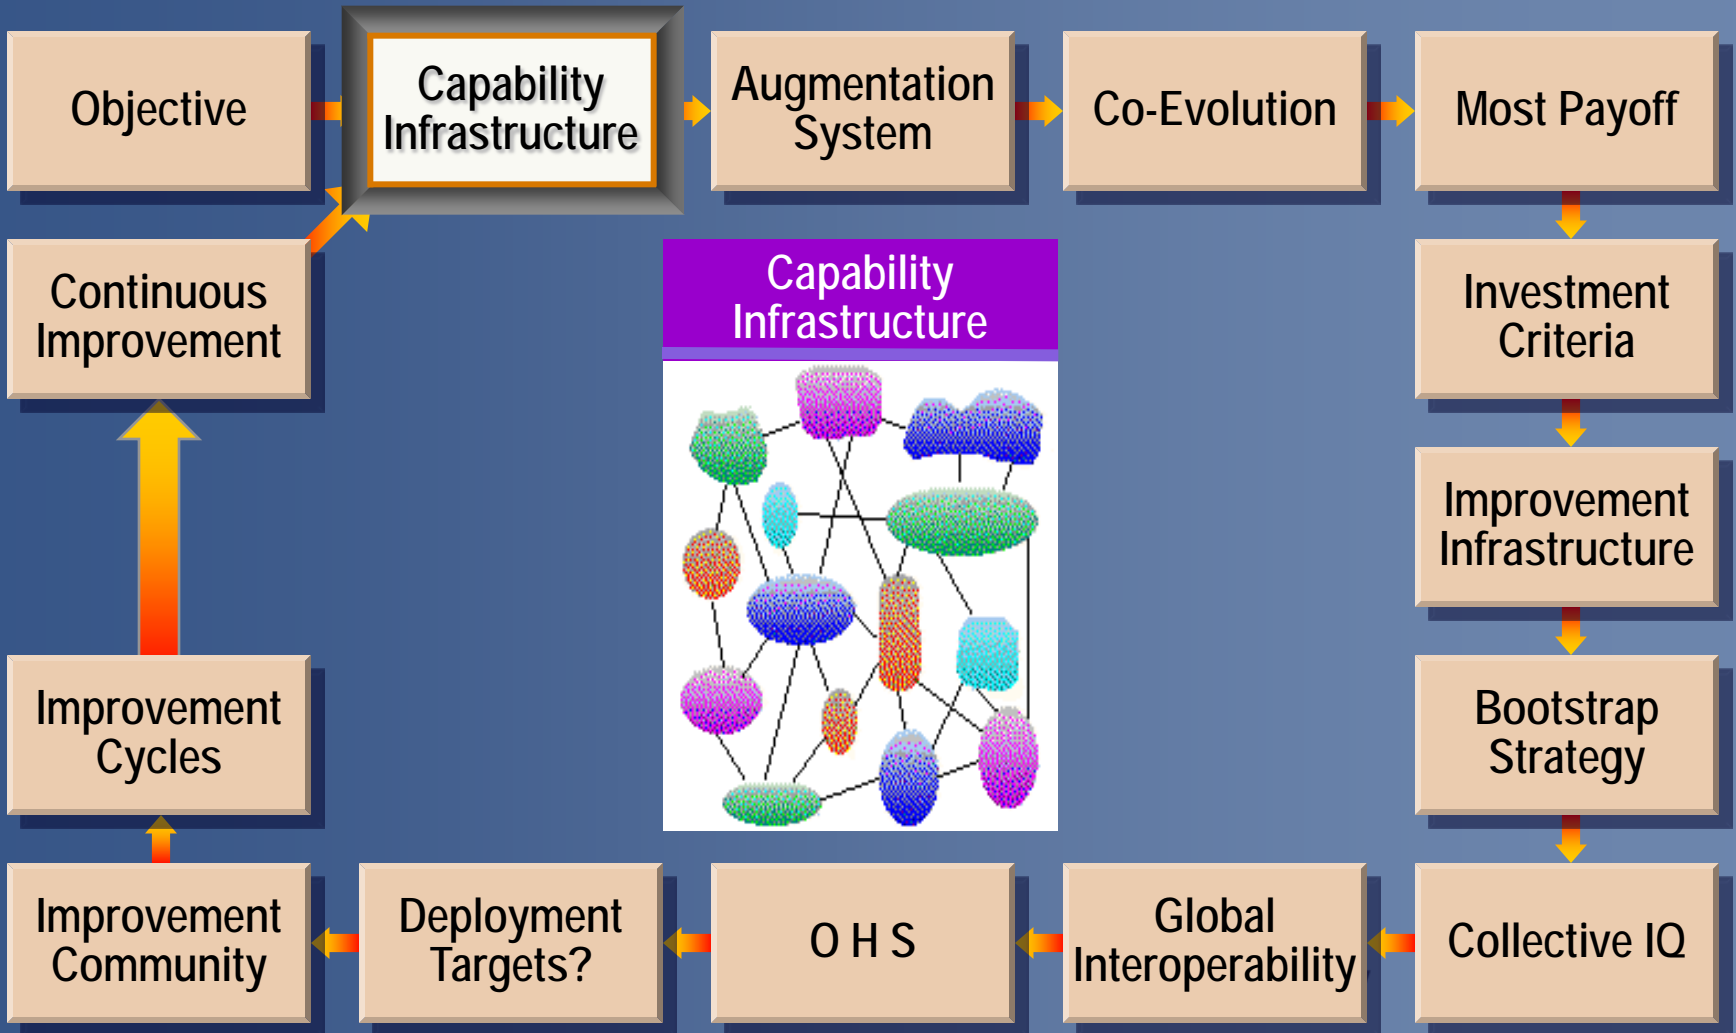 Objective
Capability
Infrastructure
Augmentation
System
Co-Evolution
Most Payoff
Continuous
Improvement
Capability
Infrastructure
Investment
Criteria
Improvement
Infrastructure
Improvement
Cycles
Bootstrap
Strategy
Improvement
Community
Deployment
Targets?
O H S
Global
Interoperability
Collective IQ